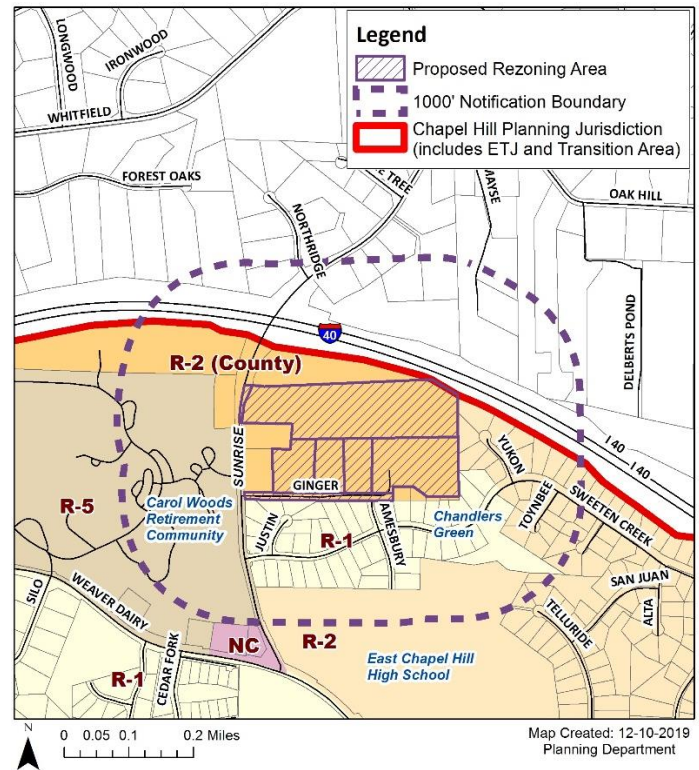 LONGWOOD
IRONWOOD
WHITFIELD
FOREST OAKS
NORTHRIDGE
Legend
Proposed Rezoning Area
1000' Notification Boundary
Chapel Hill Planning Jurisdiction
(includes ETJ and Transition Area)
TREE
MAYSE
OAK HILL
DELBERTS POND
40
I 40
I 40
R-2 (County)
SUNRISE
GINGER
R-5
Carol Woods
Retirement
Community
JUSTIN
R-1
AMESBURY
Chandlers
Green
YUKON
TOYNBEE
SWEETEN CREEK
SAN JUAN
ALTA
TELLURIDE
SILO
WEAVER DAIRY
CEDAR FORK
R-1
NC
R-2
East Chapel Hill
High School
N
0 0.05 0.1 0.2 Miles
Map Created: 12-10-2019
Planning Department